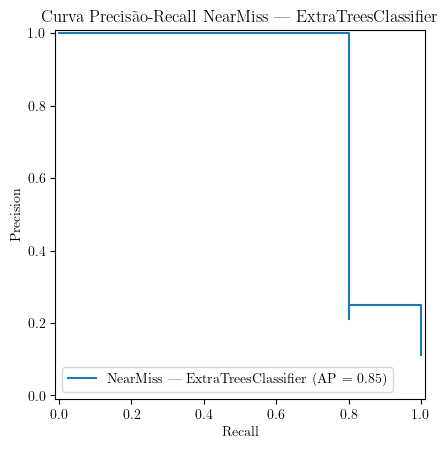 Curva Precisão-Recall NearMiss — ExtraTreesClassifier
1.0
0.8
0.6
0.4
0.2
0.0
Precision
NearMiss — ExtraTreesClassifier (AP = 0.85)
0.0 0.2 0.4 0.6 0.8 1.0
Recall